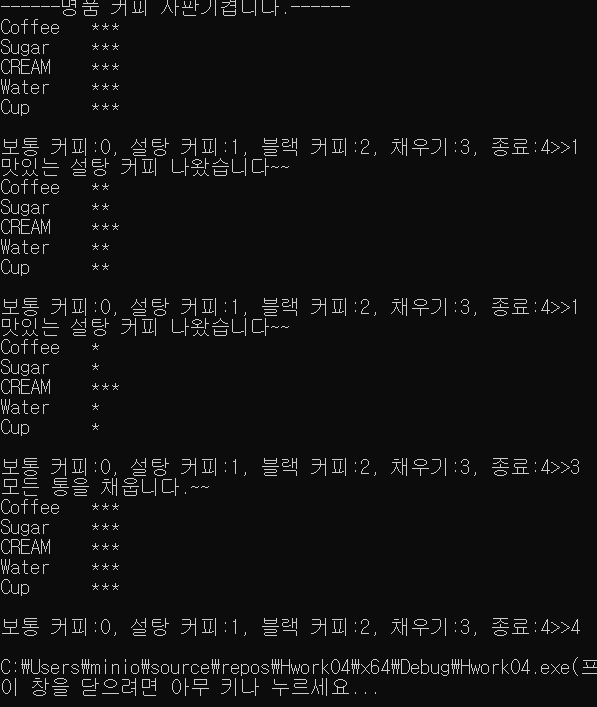 ------명품 커피 자판기켭니다.------
Coffee ***
Sugar ***
CREAM ***
Water ***
Cup ***
보통 커피:0, 설탕 커피:1, 블랙 커피:2, 채우기:3, 종료:4>>1
맛있는 설탕 커피 나왔습니다~~
Coffee **
Sugar **
CREAM ***
Water **
Cup **
보통 커피:0, 설탕 커피:1, 블랙 커피:2, 채우기:3, 종료:4>>1
맛있는 설탕 커피 나왔습니다~~
Coffee *
Sugar *
CREAM ***
Water *
Cup *
보통 커피:0, 설탕 커피:1, 블랙 커피:2, 채우기:3, 종료:4>>3
모든 통을 채웁니다.~~
Coffee ***
Sugar ***
CREAM ***
Water ***
Cup ***
보통 커피:0, 설탕 커피:1, 블랙 커피:2, 채우기:3, 종료:4>>4
C:₩Users₩minio₩source₩repos₩Hwork04₩x64₩Debug₩Hwork04.exe(프
이 창을 닫으려면 아무 키나 누르세요...